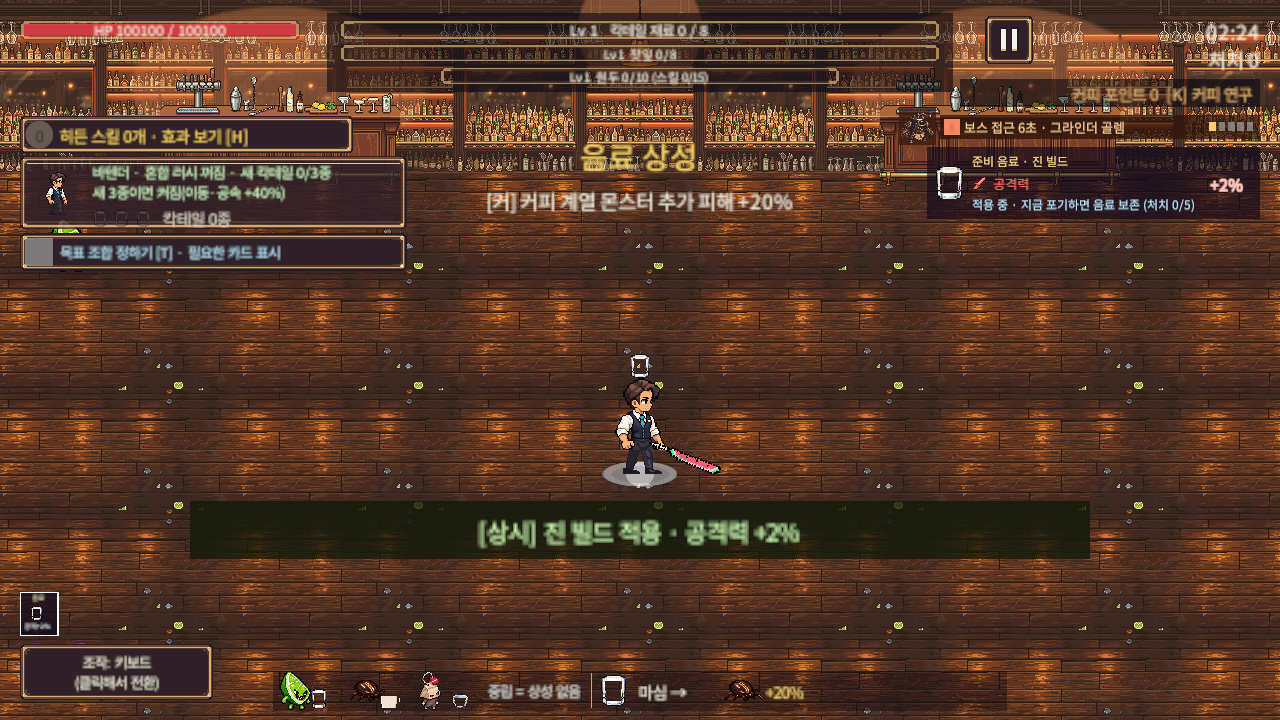 HP 100100 / 100100
Lv 1 칵테일 재료 0 / 8
Lv1 찻잎 0/8
Lv1 원두 0/10 (스킬 0/15)
02:24
처치 0
커피 포인트 0 [K] 커피 연구
0
히든 스킬 0개 · 효과 보기 [H]
보스 접근 6초 · 그라인더 골렘
음료 상성
[커] 커피 계열 몬스터 추가 피해 +20%
바텐더 - 혼합 러시 꺼짐 - 새 칵테일 0/3종
새 3종이면 켜짐(이동·공속 +40%)
칵테일 0종
준비 음료 · 진 빌드
공격력
+2%
적용 중 · 지금 포기하면 음료 보존 (처치 0/5)
목표 조합 정하기 [T] - 필요한 카드 표시
[상시] 진 빌드 적용 · 공격력 +2%
조작: 키보드
(클릭해서 전환)
중립 = 상성 없음
마심 →
+20%